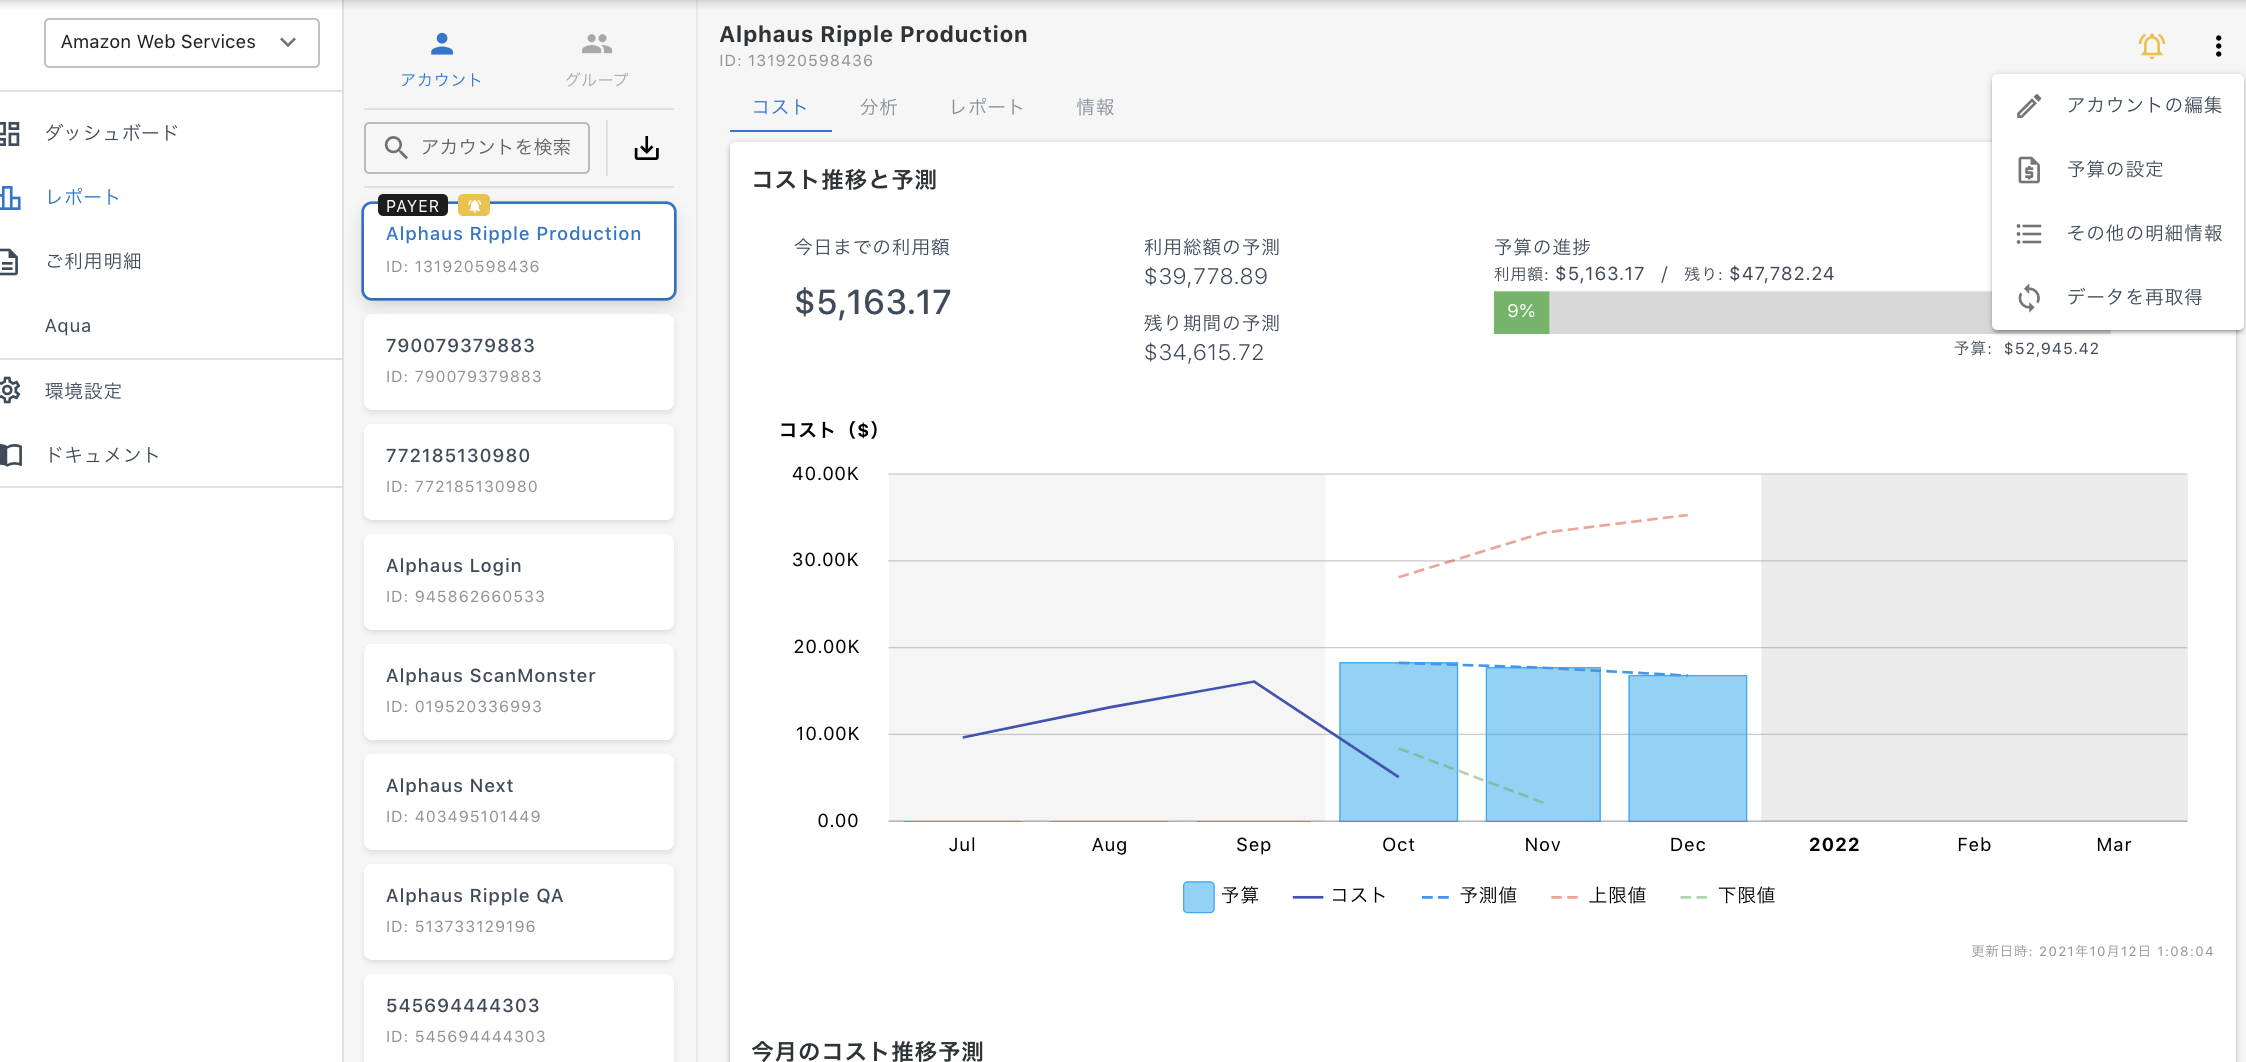 Amazon Web Services
ダッシュボード
レポート
ご利用明細
Aqua
環境設定
ドキュメント
アカウント
グループ
アカウントを検索
PAYER
Alphaus Ripple Production
ID: 131920598436
790079379883
ID: 790079379883
772185130980
ID: 772185130980
Alphaus Login
ID: 945862660533
Alphaus ScanMonster
ID: 019520336993
Alphaus Next
ID: 403495101449
Alphaus Ripple QA
ID: 513733129196
545694444303
ID: 545694444303
Alphaus Ripple Production
ID: 131920598436
コスト 分析 レポート 情報
アカウントの編集
予算の設定
その他の明細情報
データを再取得
コスト推移と予測
今日までの利用額
$5,163.17
利用総額の予測
$39,778.89
残り期間の予測
$34,615.72
予算の進捗
利用額: $5,163.17 / 残り: $47,782.24
9%
予算: $52,945.42
コスト（$）
40.00K
30.00K
20.00K
10.00K
0.00
Jul Aug Sep Oct Nov Dec 2022 Feb Mar
予算 コスト 予測値 上限値 下限値
更新日時: 2021年10月12日 1:08:04
今月のコスト推移予測